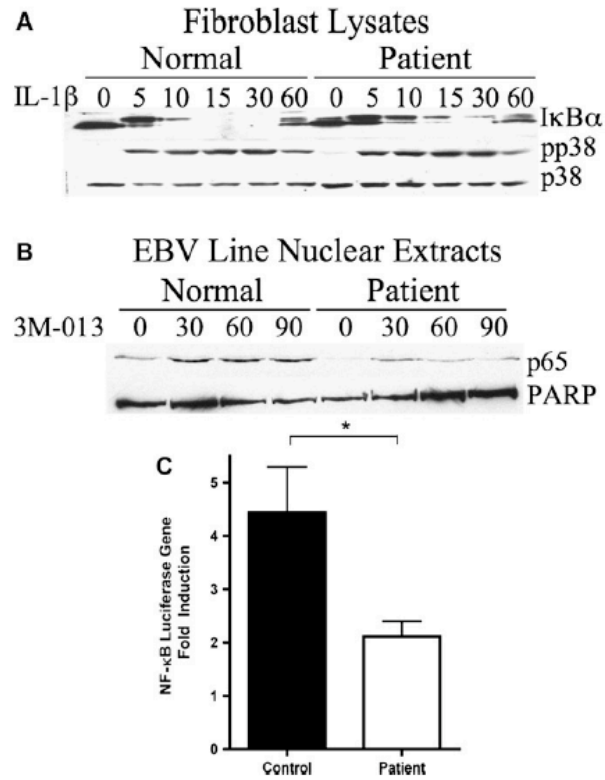 A Fibroblast Lysates
Normal Patient
IL-1β 0 5 10 15 30 60 0 5 10 15 30 60
IκBα
pp38
p38
B EBV Line Nuclear Extracts
Normal Patient
3M-013 0 30 60 90 0 30 60 90
p65
PARP
*
C
NF-κB Luciferase Gene
Fold Induction
5
4
3
2
1
0
Control Patient